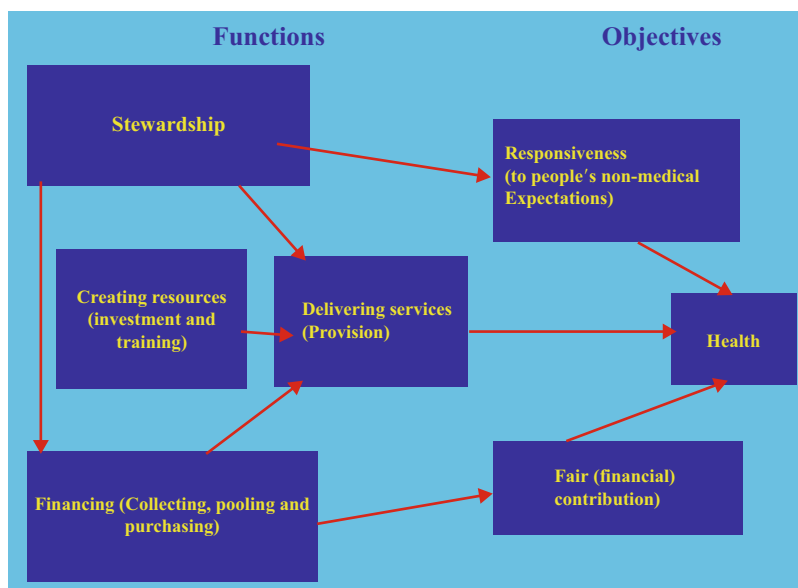 Functions
Objectives
Stewardship
Responsiveness
(to people's non-medical
Expectations)
Creating resources
(investment and
training)
Delivering services
(Provision)
Health
Financing (Collecting, pooling and
purchasing)
Fair (financial)
contribution)